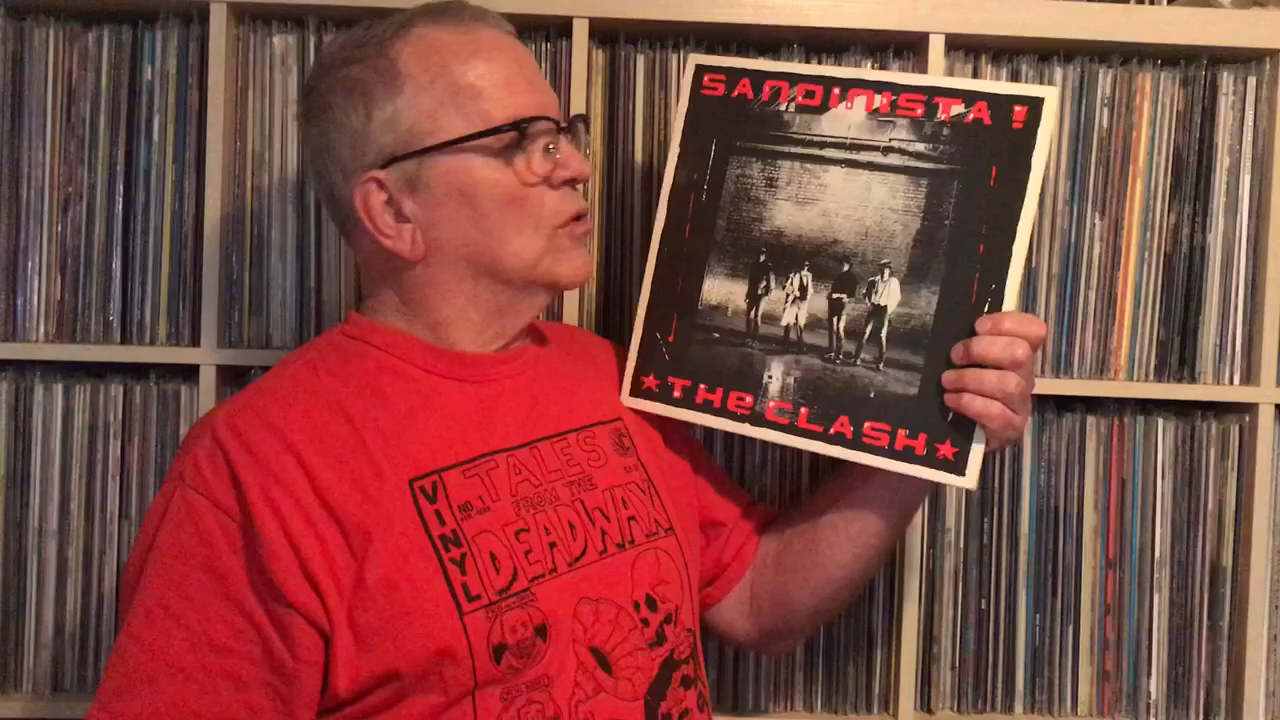 SANDINISTA !
★THE CLASH★
VINYL
NO. 1
TALES
FROM THE
DEADWAX